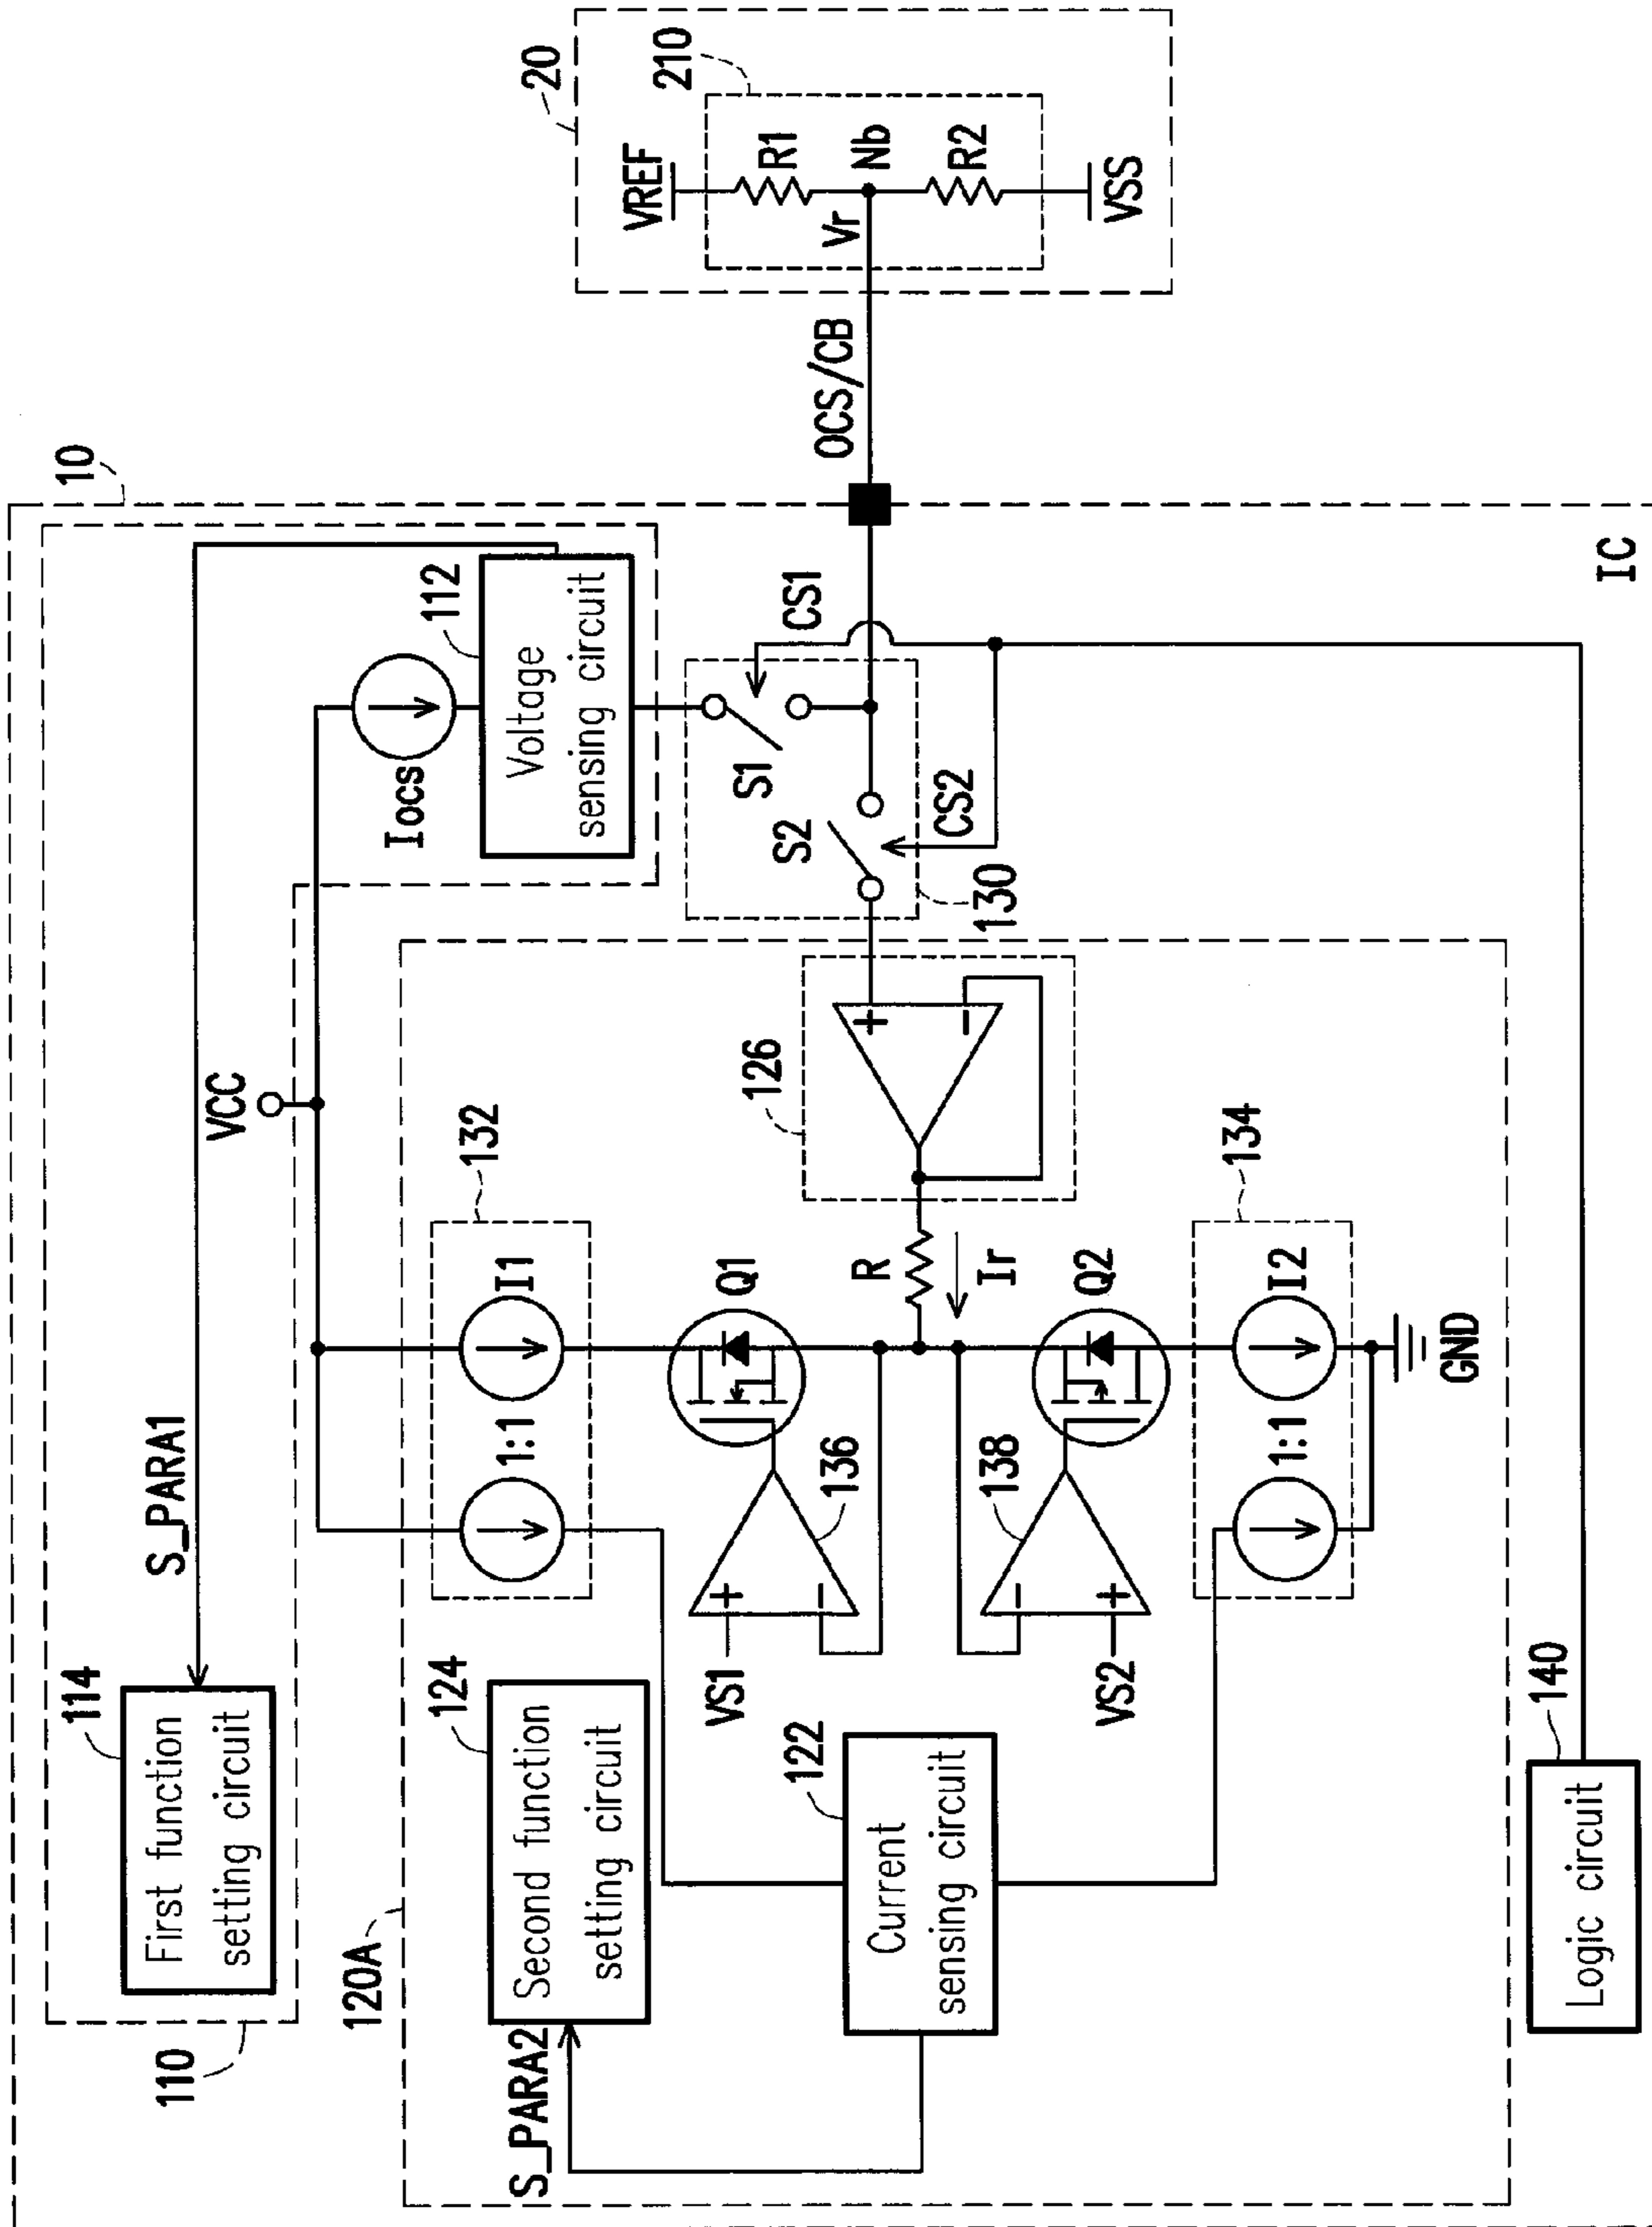 10
110
114
First function
setting circuit
S_PARA1
VCC
Iocs
112
Voltage
sensing circuit
20
210
VREF
R1
Vr
Nb
R2
VSS
OCS/CB
120A
124
Second function
setting circuit
S_PARA2
132
1:1
I1
S1
CS1
S2
CS2
130
VS1
+
-
136
Q1
126
+
-
R
Ir
122
Current
sensing circuit
VS2
-
+
138
Q2
134
1:1
I2
GND
140
Logic circuit
IC